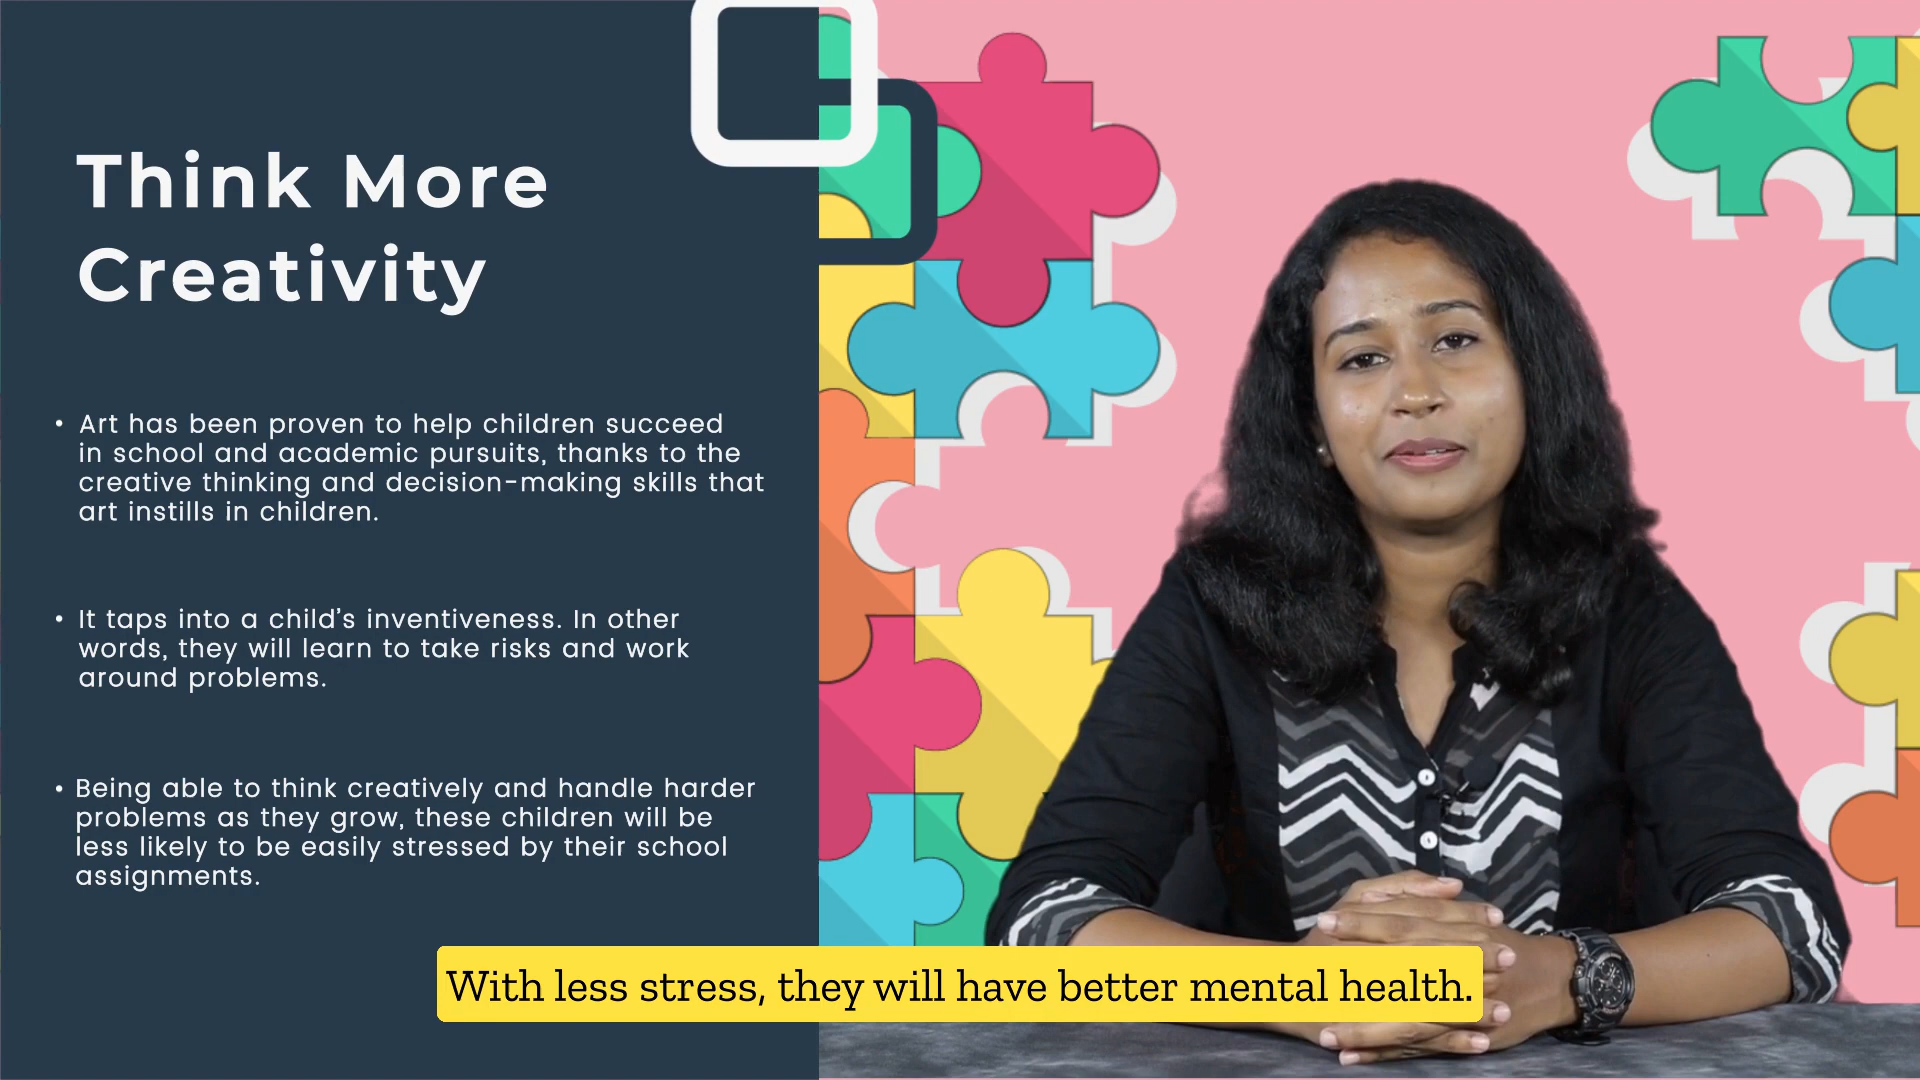 Think More
Creativity
• Art has been proven to help children succeed
in school and academic pursuits, thanks to the
creative thinking and decision-making skills that
art instills in children.
• It taps into a child’s inventiveness. In other
words, they will learn to take risks and work
around problems.
• Being able to think creatively and handle harder
problems as they grow, these children will be
less likely to be easily stressed by their school
assignments.
With less stress, they will have better mental health.